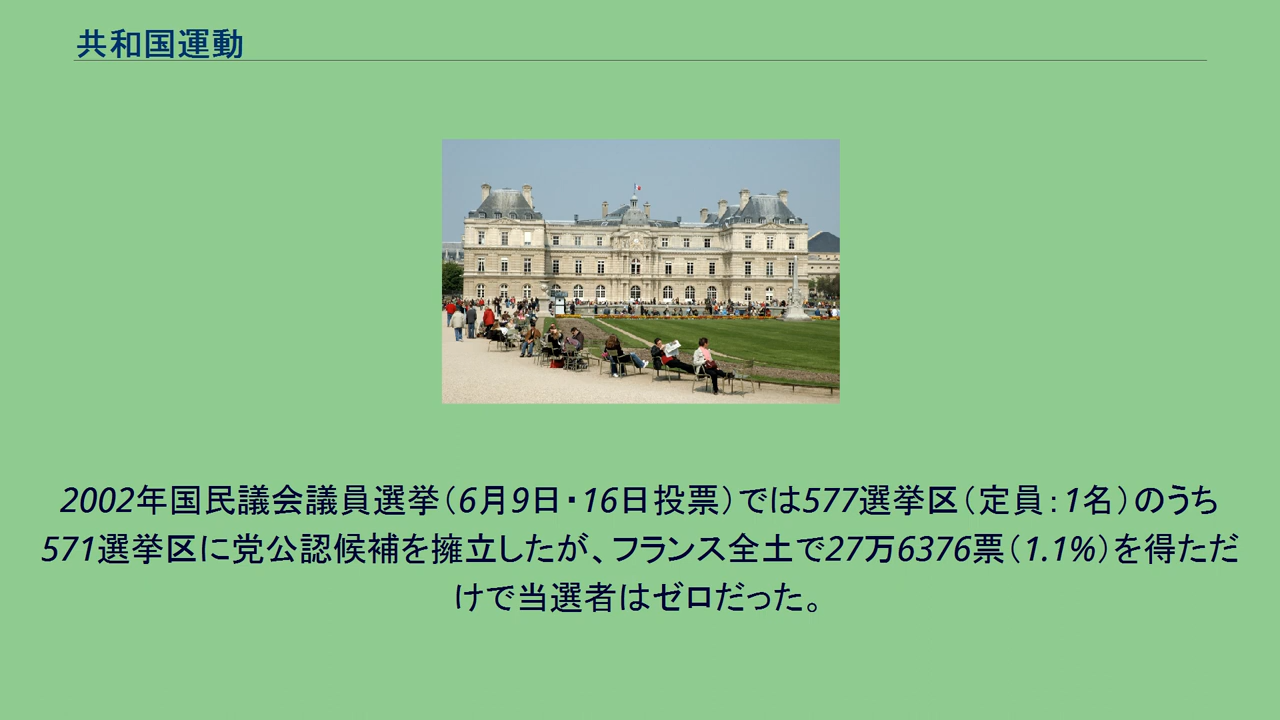 共和国運動
2002年国民議会議員選挙（6月9日・16日投票）では577選挙区（定員：1名）のうち
571選挙区に党公認候補を擁立したが、フランス全土で27万6376票（1.1%）を得ただ
けで当選者はゼロだった。